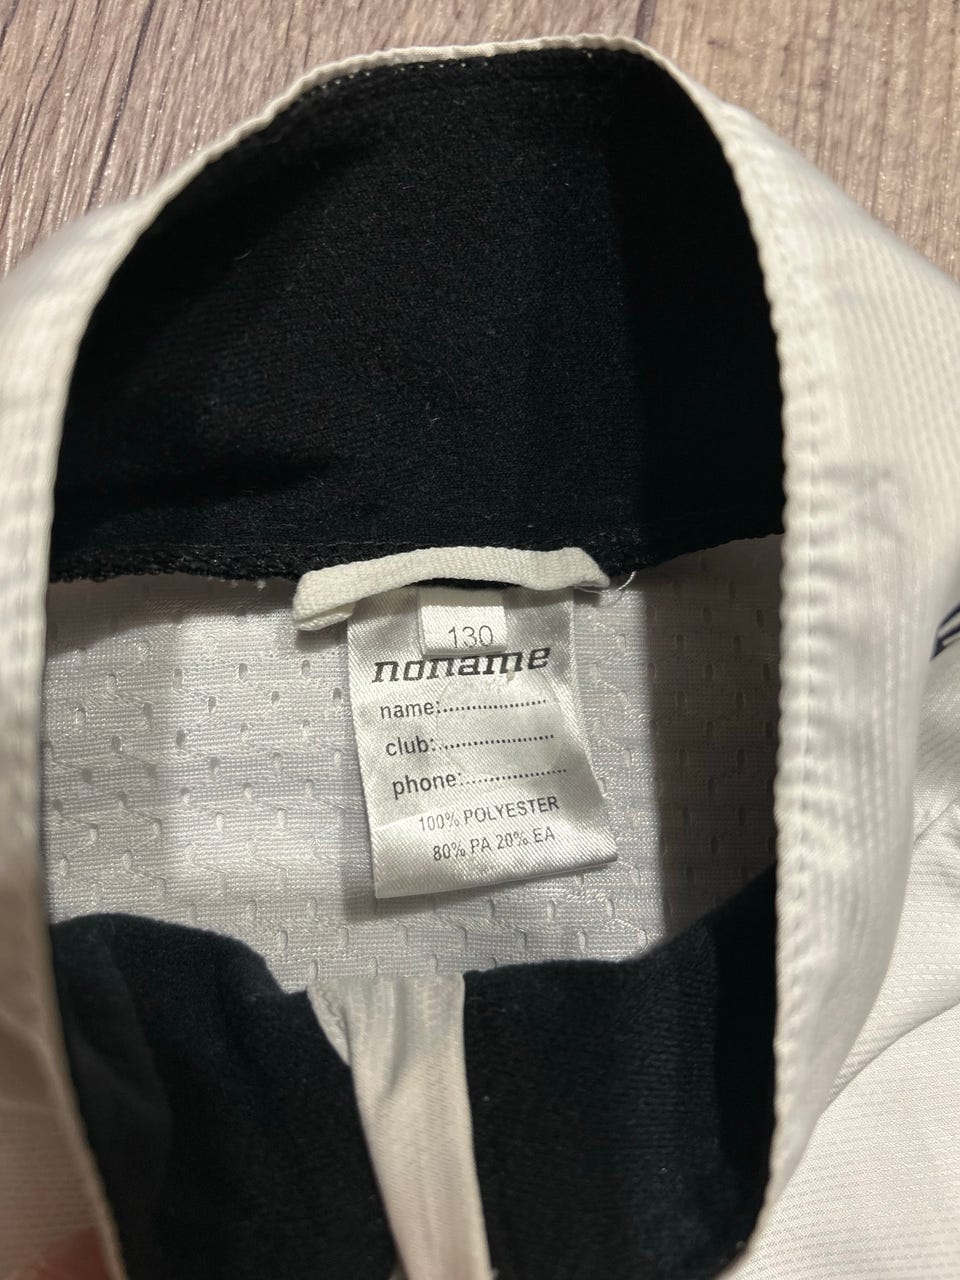 130
noname
name:....................
club:.....................
phone:...................
100% POLYESTER
80% PA 20% EA